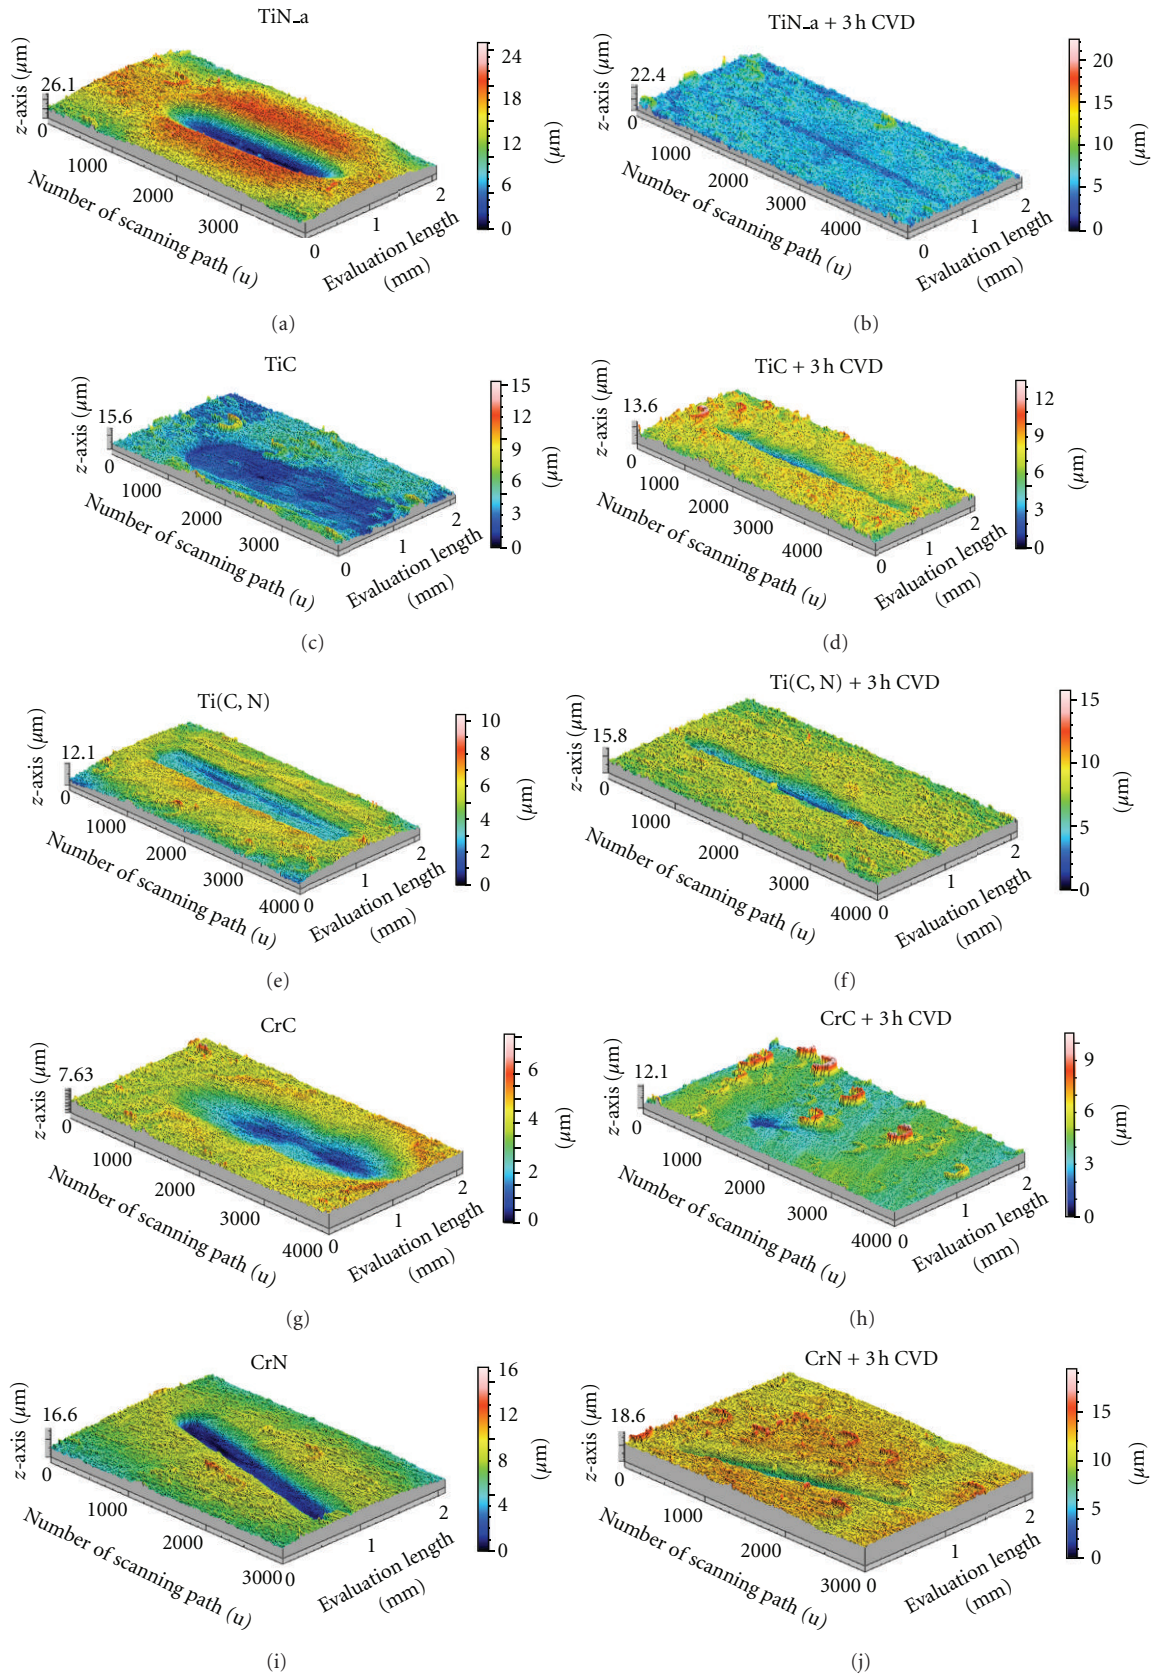 TiN_a
z-axis (μm)
26.1
0
1000
2000
3000
Number of scanning path (u)
0
1
2
Evaluation length
(mm)
24
18
12
6
0
(μm)
(a)
TiN_a + 3 h CVD
z-axis (μm)
22.4
0
1000
2000
3000
4000
Number of scanning path (u)
0
1
2
Evaluation length
(mm)
20
15
10
5
0
(μm)
(b)
TiC
z-axis (μm)
15.6
0
1000
2000
3000
Number of scanning path (u)
0
1
2
Evaluation length
(mm)
15
12
9
6
3
0
(μm)
(c)
TiC + 3 h CVD
z-axis (μm)
13.6
0
1000
2000
3000
4000
Number of scanning path (u)
0
1
2
Evaluation length
(mm)
12
9
6
3
0
(μm)
(d)
Ti(C, N)
z-axis (μm)
12.1
0
1000
2000
3000
4000
Number of scanning path (u)
0
1
2
Evaluation length
(mm)
10
8
6
4
2
0
(μm)
(e)
Ti(C, N) + 3 h CVD
z-axis (μm)
15.8
0
1000
2000
3000
4000
Number of scanning path (u)
0
1
2
Evaluation length
(mm)
15
10
5
0
(μm)
(f)
CrC
z-axis (μm)
7.63
0
1000
2000
3000
4000
Number of scanning path (u)
0
1
2
Evaluation length
(mm)
6
4
2
0
(μm)
(g)
CrC + 3 h CVD
z-axis (μm)
12.1
0
1000
2000
3000
4000
Number of scanning path (u)
0
1
2
Evaluation length
(mm)
9
6
3
0
(μm)
(h)
CrN
z-axis (μm)
16.6
0
1000
2000
3000
Number of scanning path (u)
0
1
2
Evaluation length
(mm)
16
12
8
4
0
(μm)
(i)
CrN + 3 h CVD
z-axis (μm)
18.6
0
1000
2000
3000
Number of scanning path (u)
0
1
2
Evaluation length
(mm)
15
10
5
0
(μm)
(j)